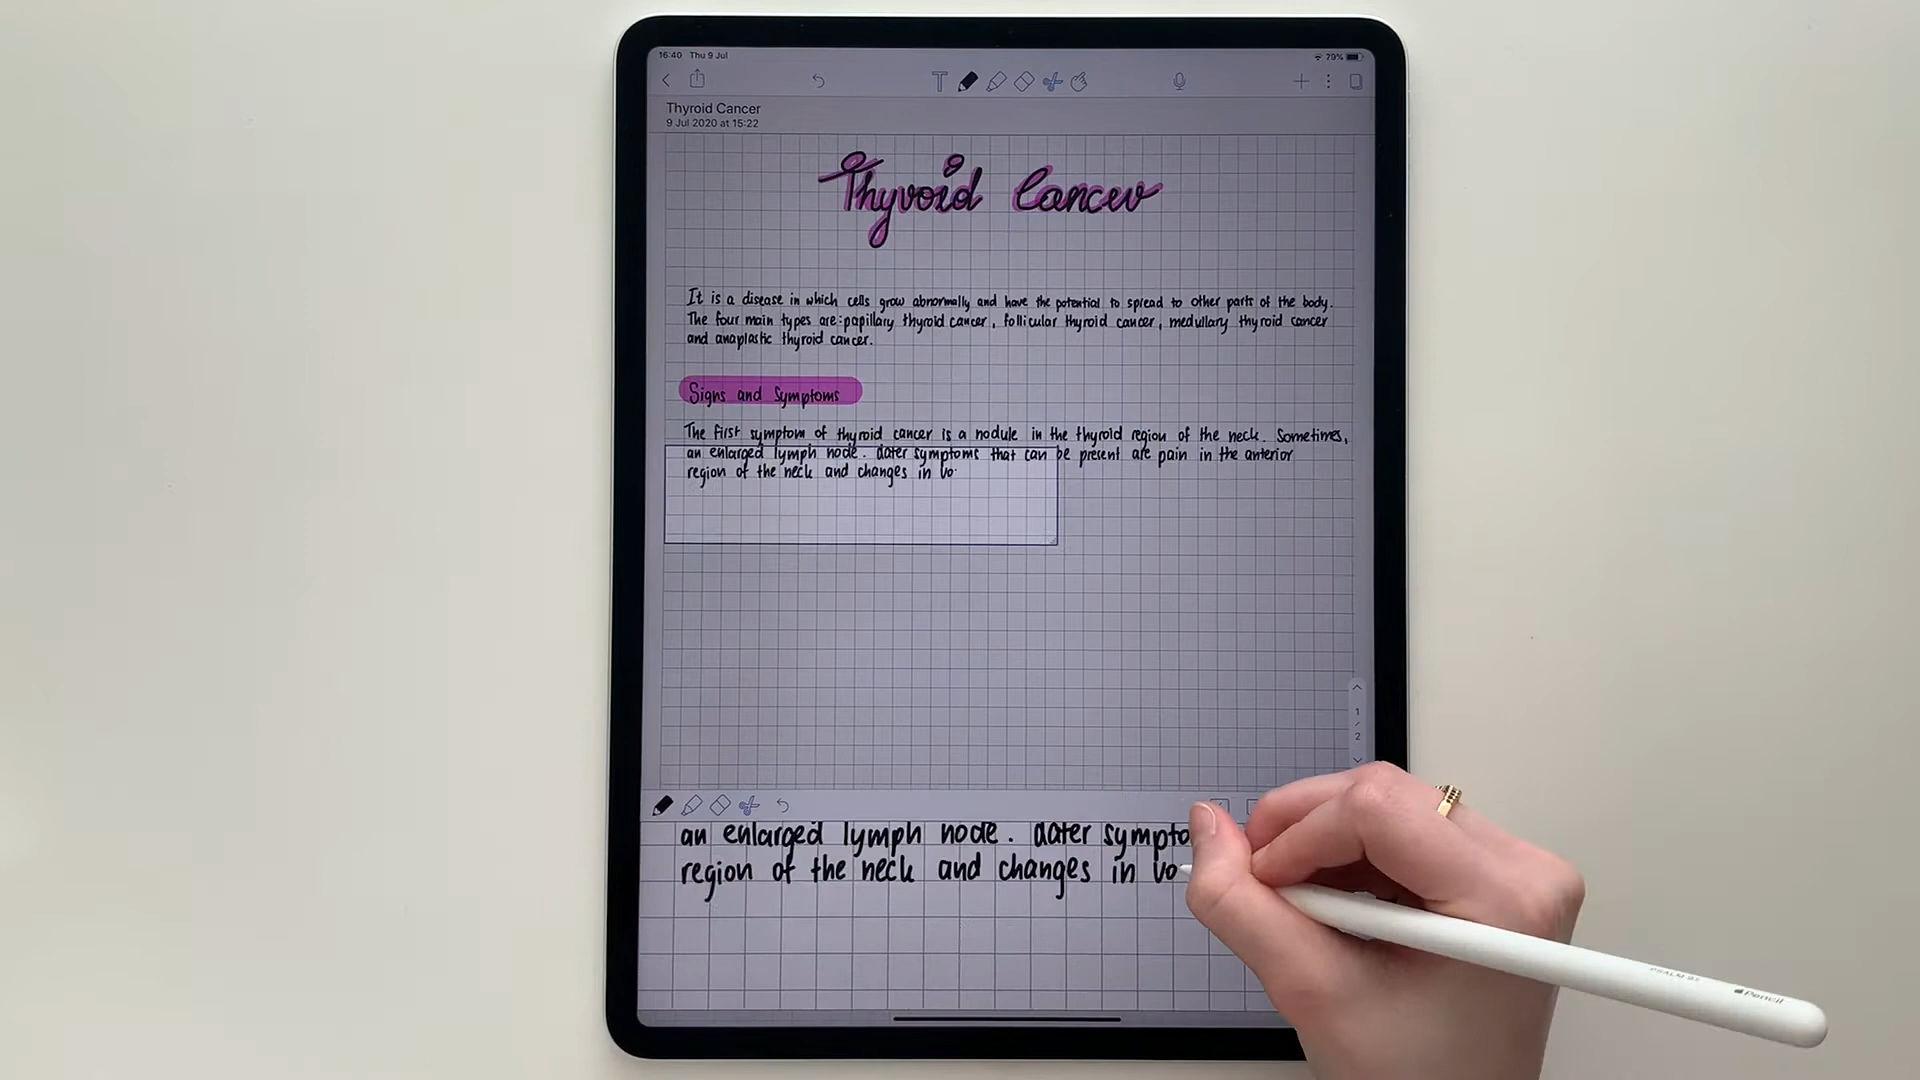 16:40 Thu 9 Jul
79%
Thyroid Cancer
9 Jul 2020 at 15:22
Thyroid Cancer
It is a disease in which cells grow abnormally and have the potential to spread to other parts of the body.
The four main types are: papillary thyroid cancer, follicular thyroid cancer, medullary thyroid cancer
and anaplastic thyroid cancer.
Signs and Symptoms
The first symptom of thyroid cancer is a nodule in the thyroid region of the neck. Sometimes,
an enlarged lymph node. Later symptoms that can be present are pain in the anterior
region of the neck and changes in vo
1
/
2
an enlarged lymph node. Later sympto
region of the neck and changes in vo
PSALM 95
Pencil